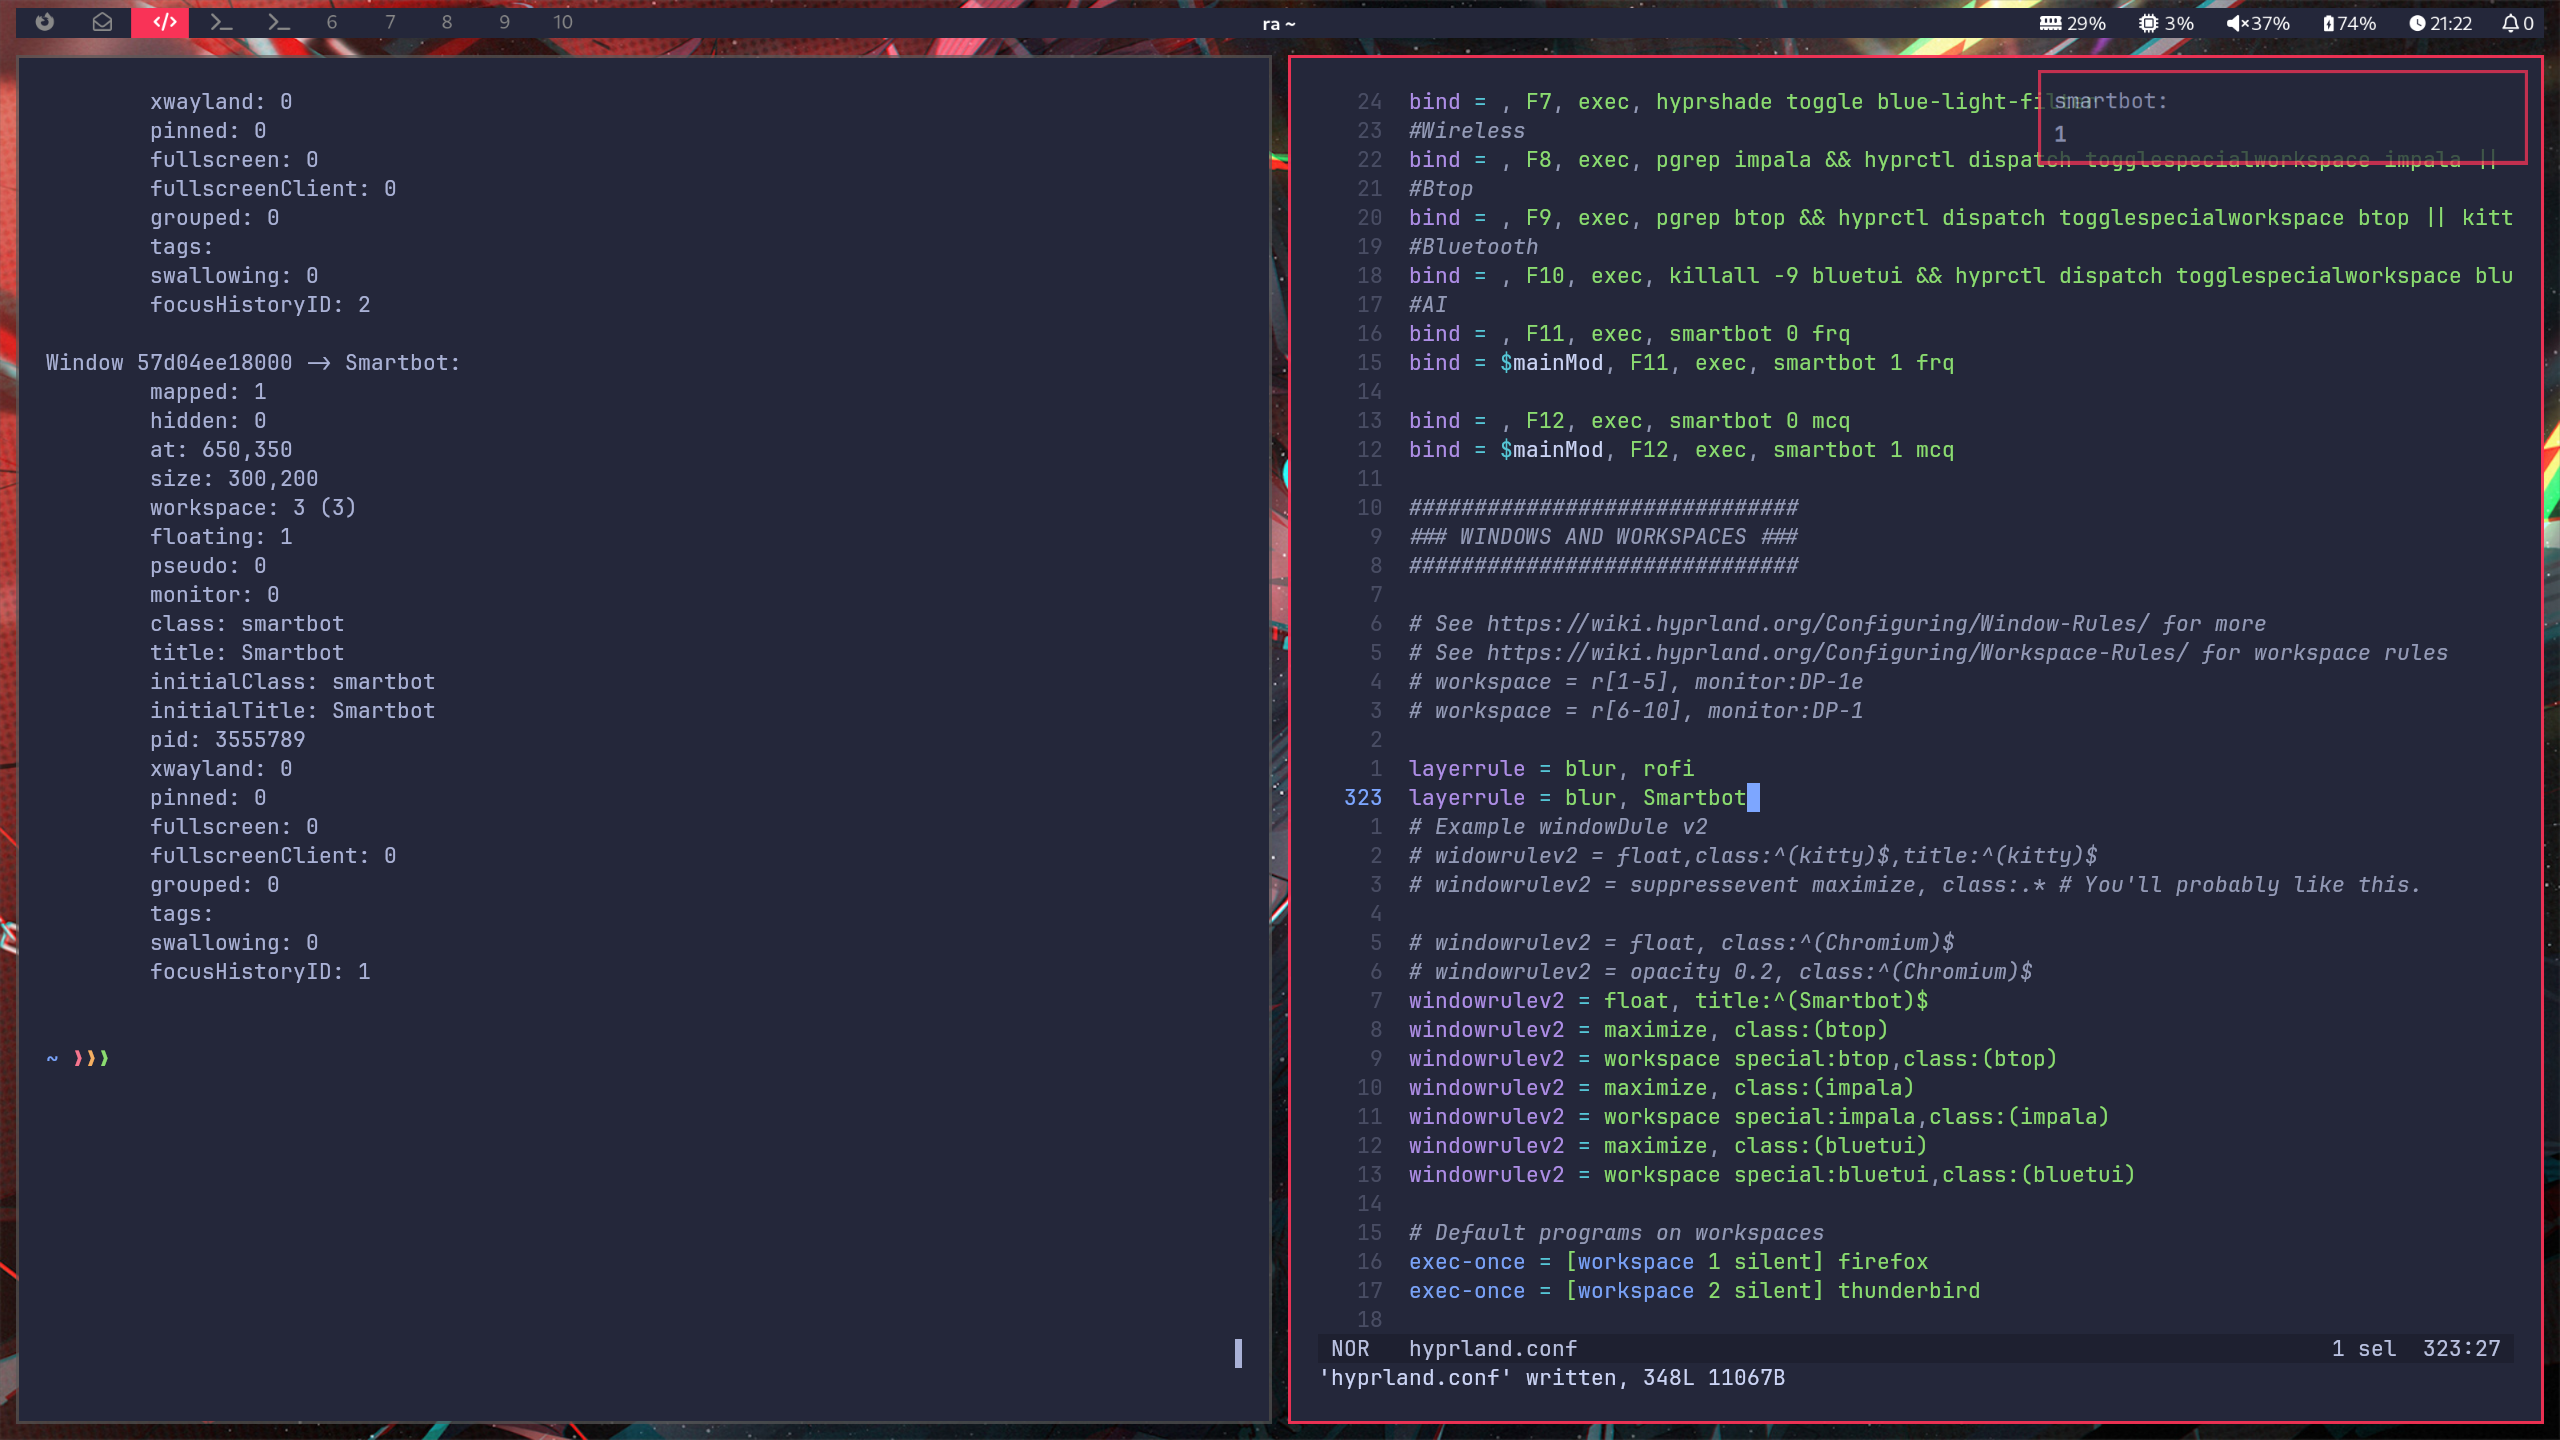 6 7 8 9 10
ra ~
29% 3% 37% 74% 21:22 0
xwayland: 0
pinned: 0
fullscreen: 0
fullscreenClient: 0
grouped: 0
tags:
swallowing: 0
focusHistoryID: 2
Window 57d04ee18000 -> Smartbot:
mapped: 1
hidden: 0
at: 650,350
size: 300,200
workspace: 3 (3)
floating: 1
pseudo: 0
monitor: 0
class: smartbot
title: Smartbot
initialClass: smartbot
initialTitle: Smartbot
pid: 3555789
xwayland: 0
pinned: 0
fullscreen: 0
fullscreenClient: 0
grouped: 0
tags:
swallowing: 0
focusHistoryID: 1
~ ❯❯❯
24 bind = , F7, exec, hyprshade toggle blue-light-filter
23 #Wireless
22 bind = , F8, exec, pgrep impala && hyprctl dispatch togglespecialworkspace impala ||
21 #Btop
20 bind = , F9, exec, pgrep btop && hyprctl dispatch togglespecialworkspace btop || kitt
19 #Bluetooth
18 bind = , F10, exec, killall -9 bluetui && hyprctl dispatch togglespecialworkspace blu
17 #AI
16 bind = , F11, exec, smartbot 0 frq
15 bind = $mainMod, F11, exec, smartbot 1 frq
14
13 bind = , F12, exec, smartbot 0 mcq
12 bind = $mainMod, F12, exec, smartbot 1 mcq
11
10 ##############################
9 ### WINDOWS AND WORKSPACES ###
8 ##############################
7
6 # See https://wiki.hyprland.org/Configuring/Window-Rules/ for more
5 # See https://wiki.hyprland.org/Configuring/Workspace-Rules/ for workspace rules
4 # workspace = r[1-5], monitor:DP-1e
3 # workspace = r[6-10], monitor:DP-1
2
1 layerrule = blur, rofi
323 layerrule = blur, Smartbot
1 # Example windowDule v2
2 # widowrulev2 = float,class:^(kitty)$,title:^(kitty)$
3 # windowrulev2 = suppressevent maximize, class:.* # You'll probably like this.
4
5 # windowrulev2 = float, class:^(Chromium)$
6 # windowrulev2 = opacity 0.2, class:^(Chromium)$
7 windowrulev2 = float, title:^(Smartbot)$
8 windowrulev2 = maximize, class:(btop)
9 windowrulev2 = workspace special:btop,class:(btop)
10 windowrulev2 = maximize, class:(impala)
11 windowrulev2 = workspace special:impala,class:(impala)
12 windowrulev2 = maximize, class:(bluetui)
13 windowrulev2 = workspace special:bluetui,class:(bluetui)
14
15 # Default programs on workspaces
16 exec-once = [workspace 1 silent] firefox
17 exec-once = [workspace 2 silent] thunderbird
18
NOR hyprland.conf 1 sel 323:27
'hyprland.conf' written, 348L 11067B
smartbot:
1